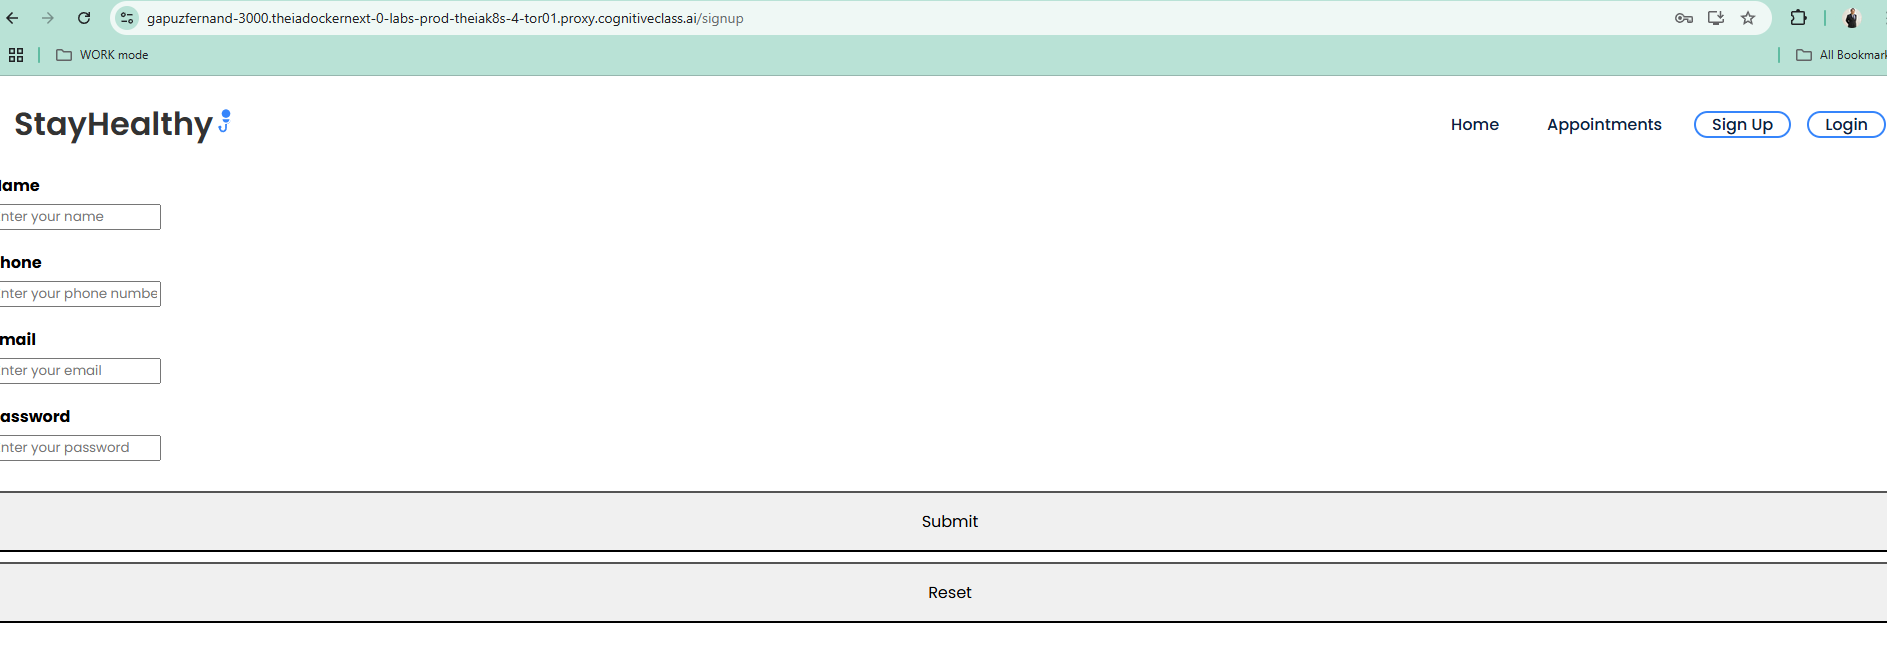 gapuzfernand-3000.theiadockernext-0-labs-prod-theiak8s-4-tor01.proxy.cognitiveclass.ai/signup
WORK mode
All Bookmark
StayHealthy
Home
Appointments
Sign Up
Login
ame
nter your name
hone
nter your phone numbe
mail
nter your email
assword
nter your password
Submit
Reset